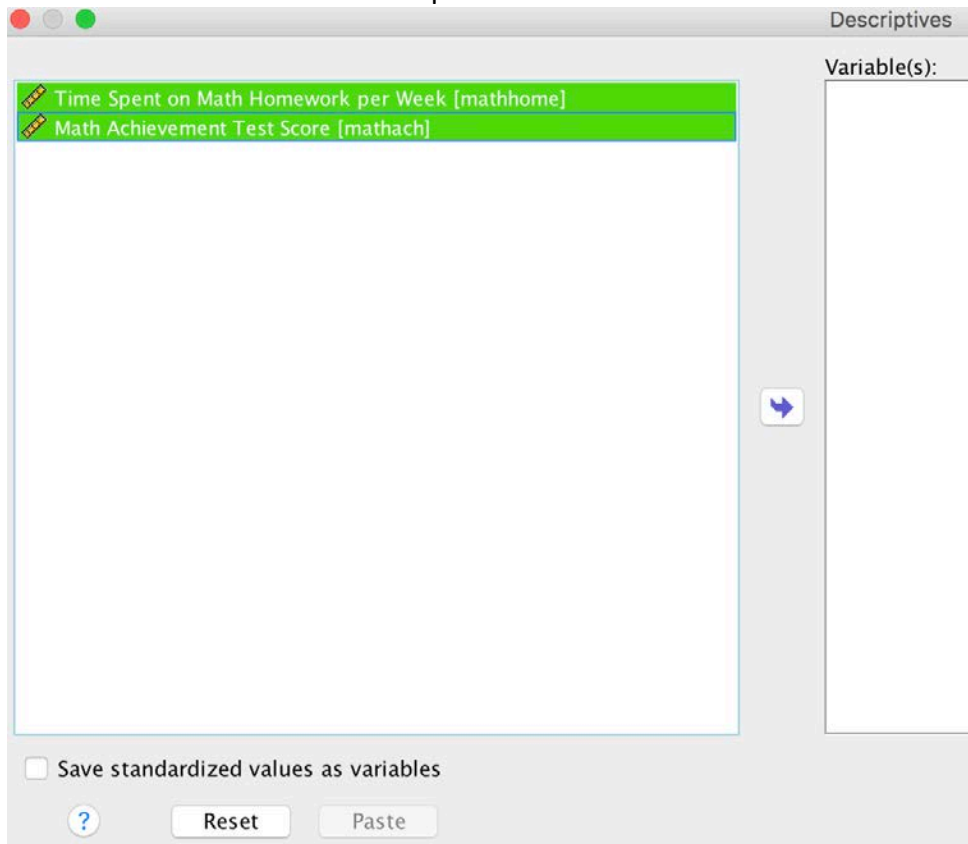 Descriptives
Variable(s):
Time Spent on Math Homework per Week [mathhome]
Math Achievement Test Score [mathach]
Save standardized values as variables
?
Reset
Paste